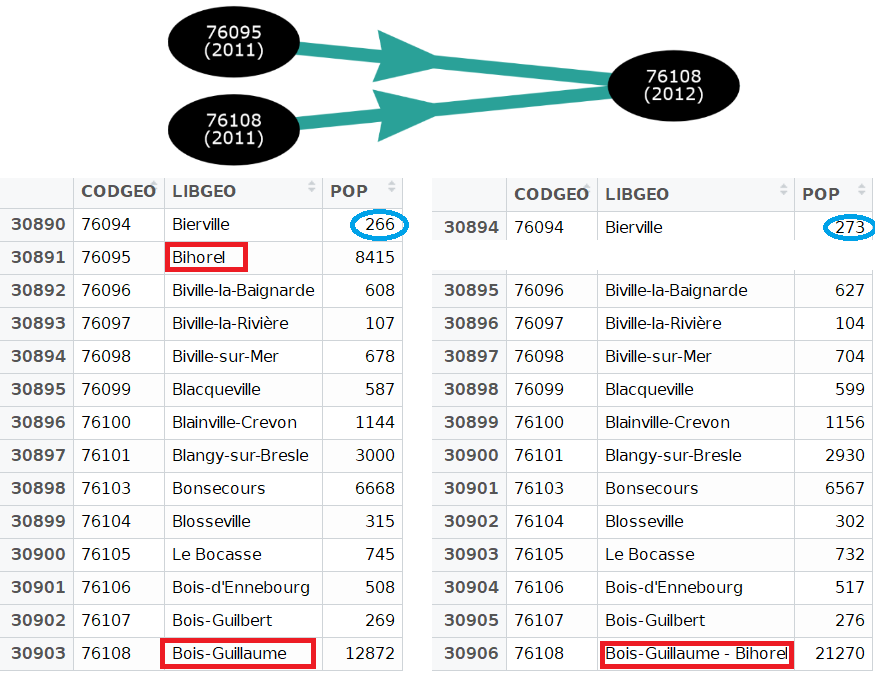 76095
(2011)
76108
(2011)
76108
(2012)
CODGEO LIBGEO POP
30890 76094 Bierville 266
30891 76095 Bihorel 8415
30892 76096 Biville-la-Baignarde 608
30893 76097 Biville-la-Rivière 107
30894 76098 Biville-sur-Mer 678
30895 76099 Blacqueville 587
30896 76100 Blainville-Crevon 1144
30897 76101 Blangy-sur-Bresle 3000
30898 76103 Bonsecours 6668
30899 76104 Blosseville 315
30900 76105 Le Bocasse 745
30901 76106 Bois-d'Ennebourg 508
30902 76107 Bois-Guilbert 269
30903 76108 Bois-Guillaume 12872
CODGEO LIBGEO POP
30894 76094 Bierville 273
30895 76096 Biville-la-Baignarde 627
30896 76097 Biville-la-Rivière 104
30897 76098 Biville-sur-Mer 704
30898 76099 Blacqueville 599
30899 76100 Blainville-Crevon 1156
30900 76101 Blangy-sur-Bresle 2930
30901 76103 Bonsecours 6567
30902 76104 Blosseville 302
30903 76105 Le Bocasse 732
30904 76106 Bois-d'Ennebourg 517
30905 76107 Bois-Guilbert 276
30906 76108 Bois-Guillaume - Bihorel 21270